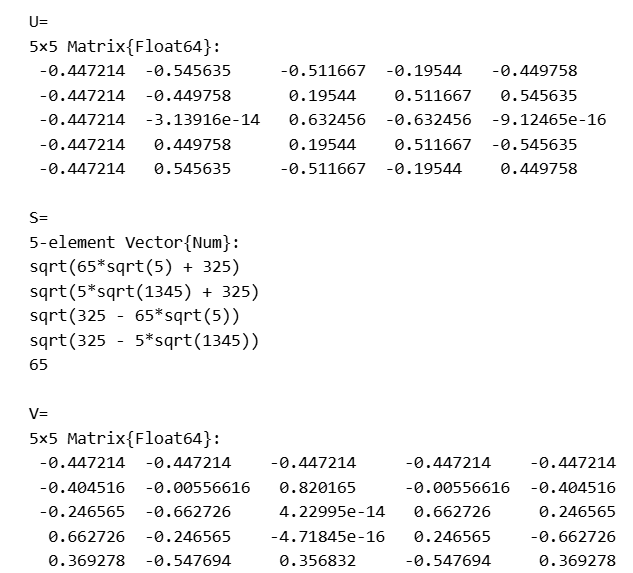 U=
5×5 Matrix{Float64}:
-0.447214 -0.545635 -0.511667 -0.19544 -0.449758
-0.447214 -0.449758 0.19544 0.511667 0.545635
-0.447214 -3.13916e-14 0.632456 -0.632456 -9.12465e-16
-0.447214 0.449758 0.19544 0.511667 -0.545635
-0.447214 0.545635 -0.511667 -0.19544 0.449758
S=
5-element Vector{Num}:
sqrt(65*sqrt(5) + 325)
sqrt(5*sqrt(1345) + 325)
sqrt(325 - 65*sqrt(5))
sqrt(325 - 5*sqrt(1345))
65
V=
5×5 Matrix{Float64}:
-0.447214 -0.447214 -0.447214 -0.447214 -0.447214
-0.404516 -0.00556616 0.820165 -0.00556616 -0.404516
-0.246565 -0.662726 4.22995e-14 0.662726 0.246565
0.662726 -0.246565 -4.71845e-16 0.246565 -0.662726
0.369278 -0.547694 0.356832 -0.547694 0.369278